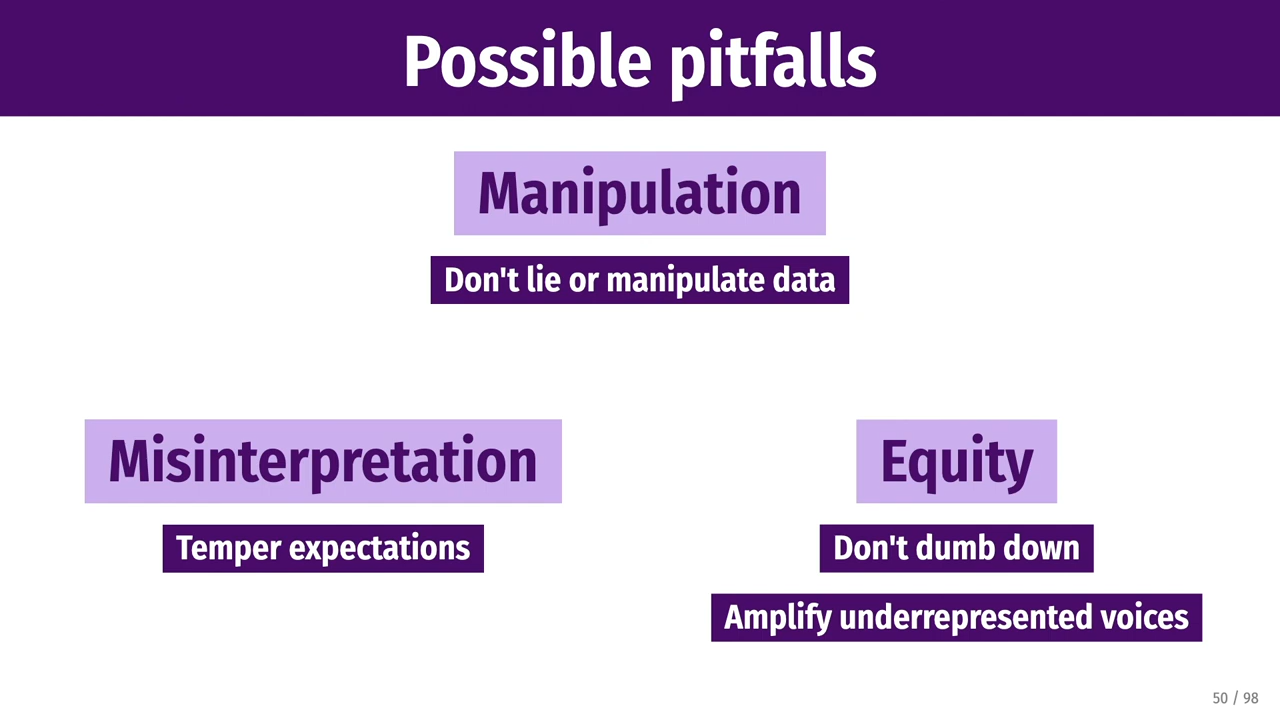 Possible pitfalls
Manipulation
Don't lie or manipulate data
Misinterpretation
Temper expectations
Equity
Don't dumb down
Amplify underrepresented voices
50 / 98